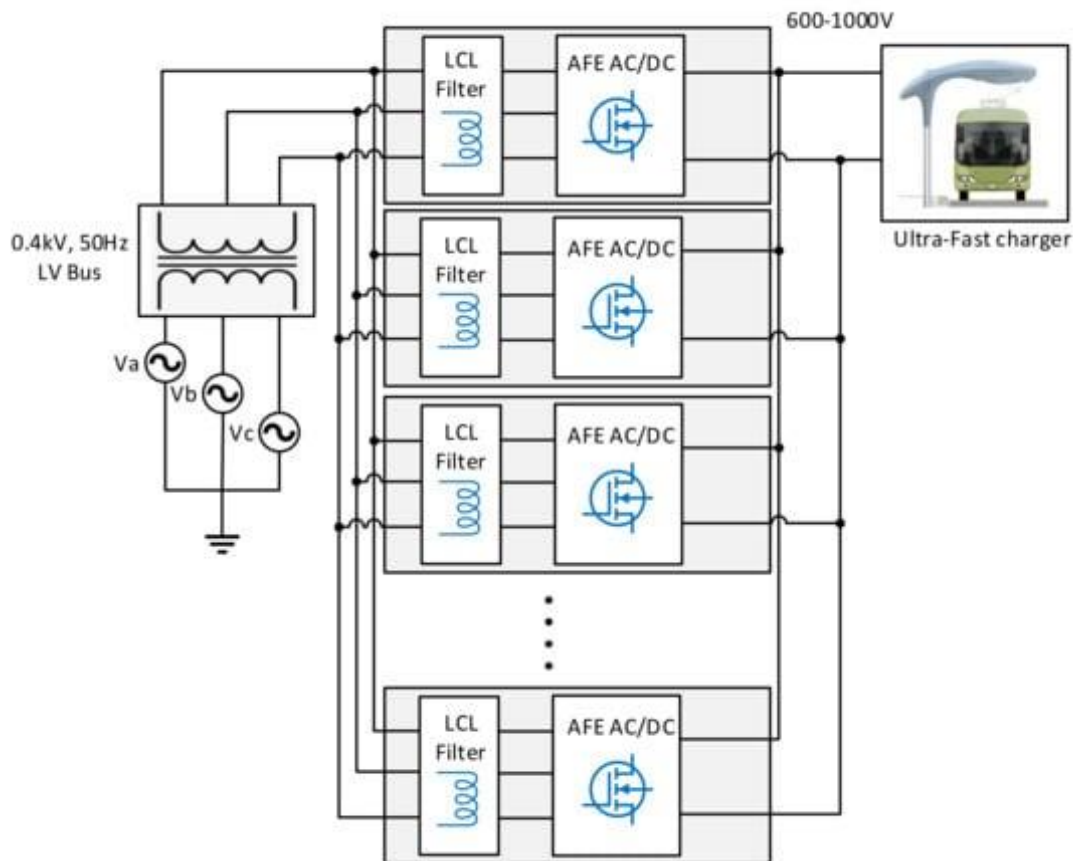 600-1000V
LCL
Filter
AFE AC/DC
Ultra-Fast charger
0.4kV, 50Hz
LV Bus
LCL
Filter
AFE AC/DC
Va
Vb
Vc
LCL
Filter
AFE AC/DC
LCL
Filter
AFE AC/DC